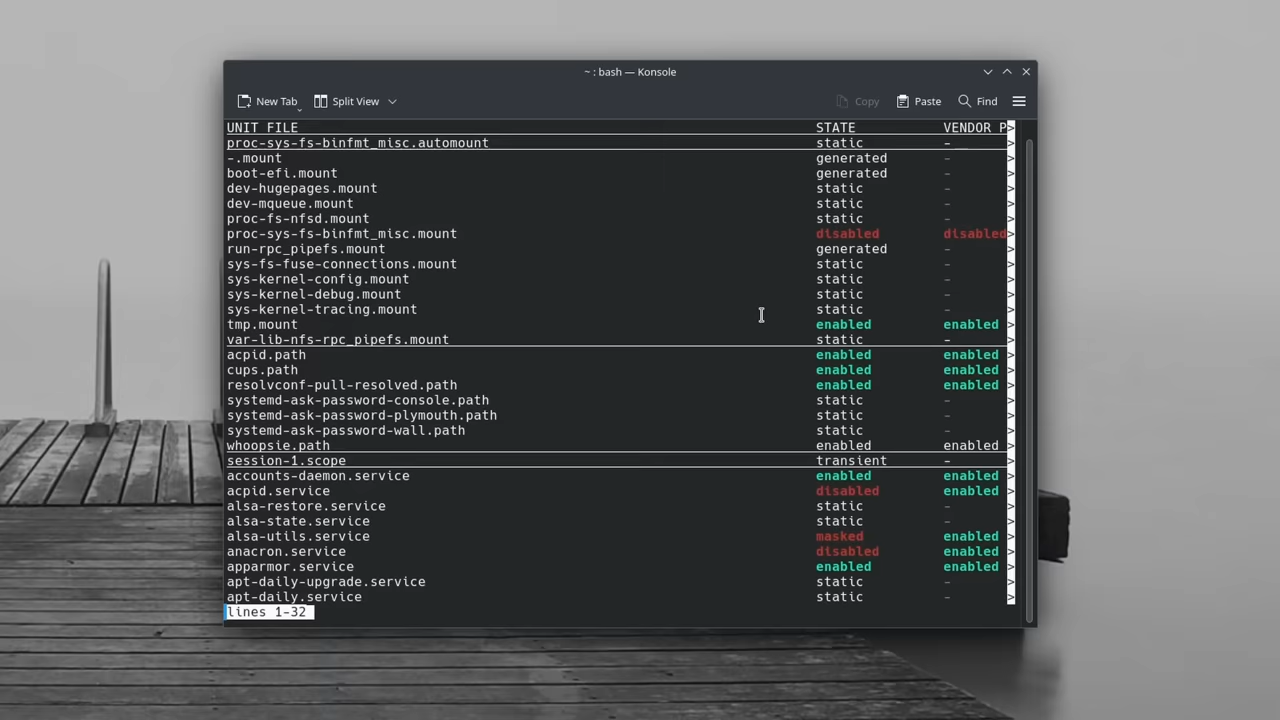 ~ : bash — Konsole
New Tab Split View Copy Paste Find
UNIT FILE STATE VENDOR P>
proc-sys-fs-binfmt_misc.automount static - >
-.mount generated - >
boot-efi.mount generated - >
dev-hugepages.mount static - >
dev-mqueue.mount static - >
proc-fs-nfsd.mount static - >
proc-sys-fs-binfmt_misc.mount disabled disabled>
run-rpc_pipefs.mount generated - >
sys-fs-fuse-connections.mount static - >
sys-kernel-config.mount static - >
sys-kernel-debug.mount static - >
sys-kernel-tracing.mount static - >
tmp.mount enabled enabled >
var-lib-nfs-rpc_pipefs.mount static - >
acpid.path enabled enabled >
cups.path enabled enabled >
resolvconf-pull-resolved.path enabled enabled >
systemd-ask-password-console.path static - >
systemd-ask-password-plymouth.path static - >
systemd-ask-password-wall.path static - >
whoopsie.path enabled enabled >
session-1.scope transient - >
accounts-daemon.service enabled enabled >
acpid.service disabled enabled >
alsa-restore.service static - >
alsa-state.service static - >
alsa-utils.service masked enabled >
anacron.service disabled enabled >
apparmor.service enabled enabled >
apt-daily-upgrade.service static - >
apt-daily.service static - >
lines 1-32